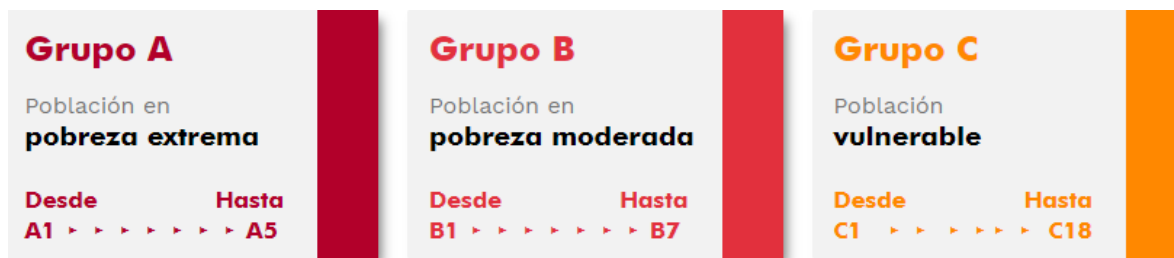 Grupo A
Población en
pobreza extrema
Desde Hasta
A1 A5
Grupo B
Población en
pobreza moderada
Desde Hasta
B1 B7
Grupo C
Población
vulnerable
Desde Hasta
C1 C18